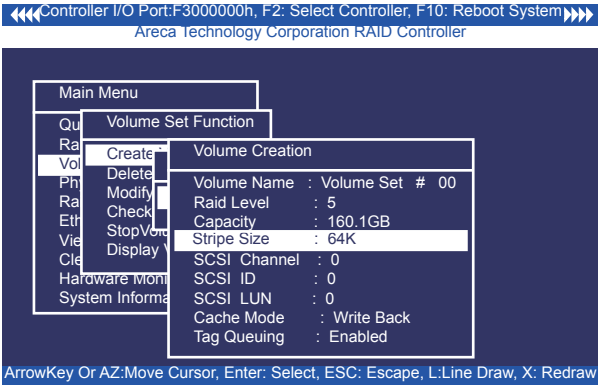 Controller I/O Port:F3000000h, F2: Select Controller, F10: Reboot System
Areca Technology Corporation RAID Controller
Main Menu
Volume Set Function
Volume Creation
Create
Delete
Modify
Check
Display
Hardware
System
Volume Name : Volume Set # 00
Raid Level : 5
Capacity : 160.1GB
Stripe Size : 64K
SCSI Channel : 0
SCSI ID : 0
SCSI LUN : 0
Cache Mode : Write Back
Tag Queuing : Enabled
ArrowKey Or AZ:Move Cursor, Enter: Select, ESC: Escape, L:Line Draw, X: Redraw